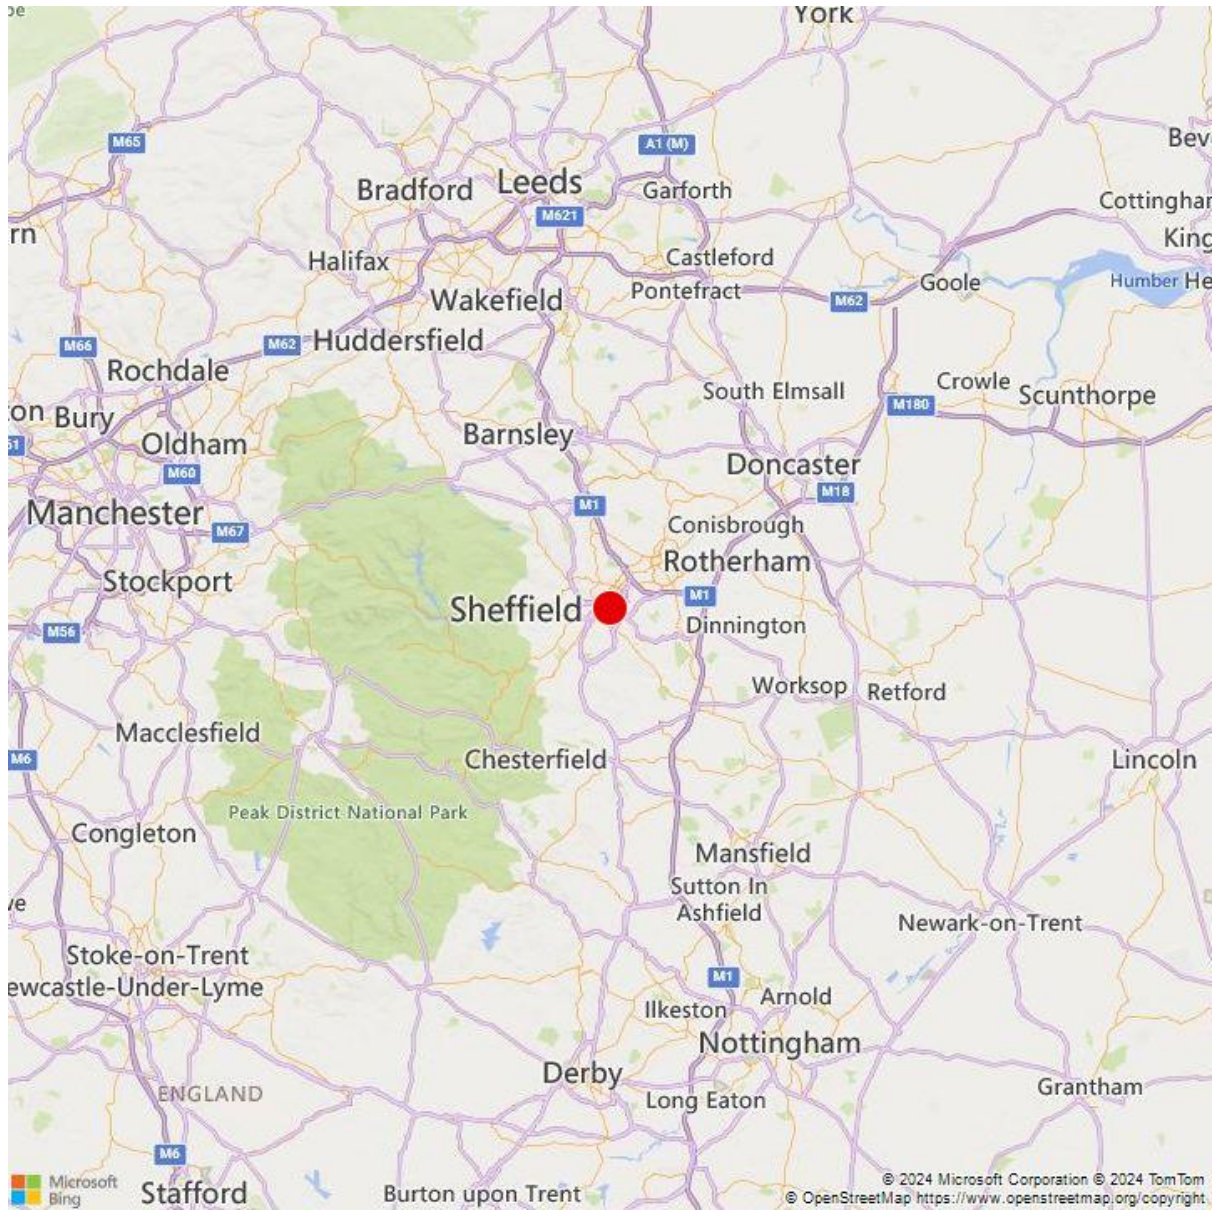 oe
York
M65
A1 (M)
Bev
Bradford
Leeds
Garforth
Cottinghar
M621
rn
King
Halifax
Castleford
Goole
Humber
He
Wakefield
Pontefract
M62
M66
M62
Huddersfield
Rochdale
South Elmsall
Crowle
Scunthorpe
M180
ton
Bury
Barnsley
51
Oldham
M60
Doncaster
M18
Manchester
M67
M1
Conisbrough
Rotherham
Stockport
M1
Sheffield
M56
Dinnington
Worksop
Retford
Macclesfield
M6
Chesterfield
Lincoln
Peak District National Park
Congleton
Mansfield
Sutton In
Ashfield
ve
Newark-on-Trent
Stoke-on-Trent
ewcastle-Under-Lyme
M1
Arnold
Ilkeston
Nottingham
Derby
ENGLAND
Long Eaton
Grantham
M6
Microsoft
Bing
Stafford
Burton upon Trent
© 2024 Microsoft Corporation © 2024 TomTom
© OpenStreetMap https://www.openstreetmap.org/copyright